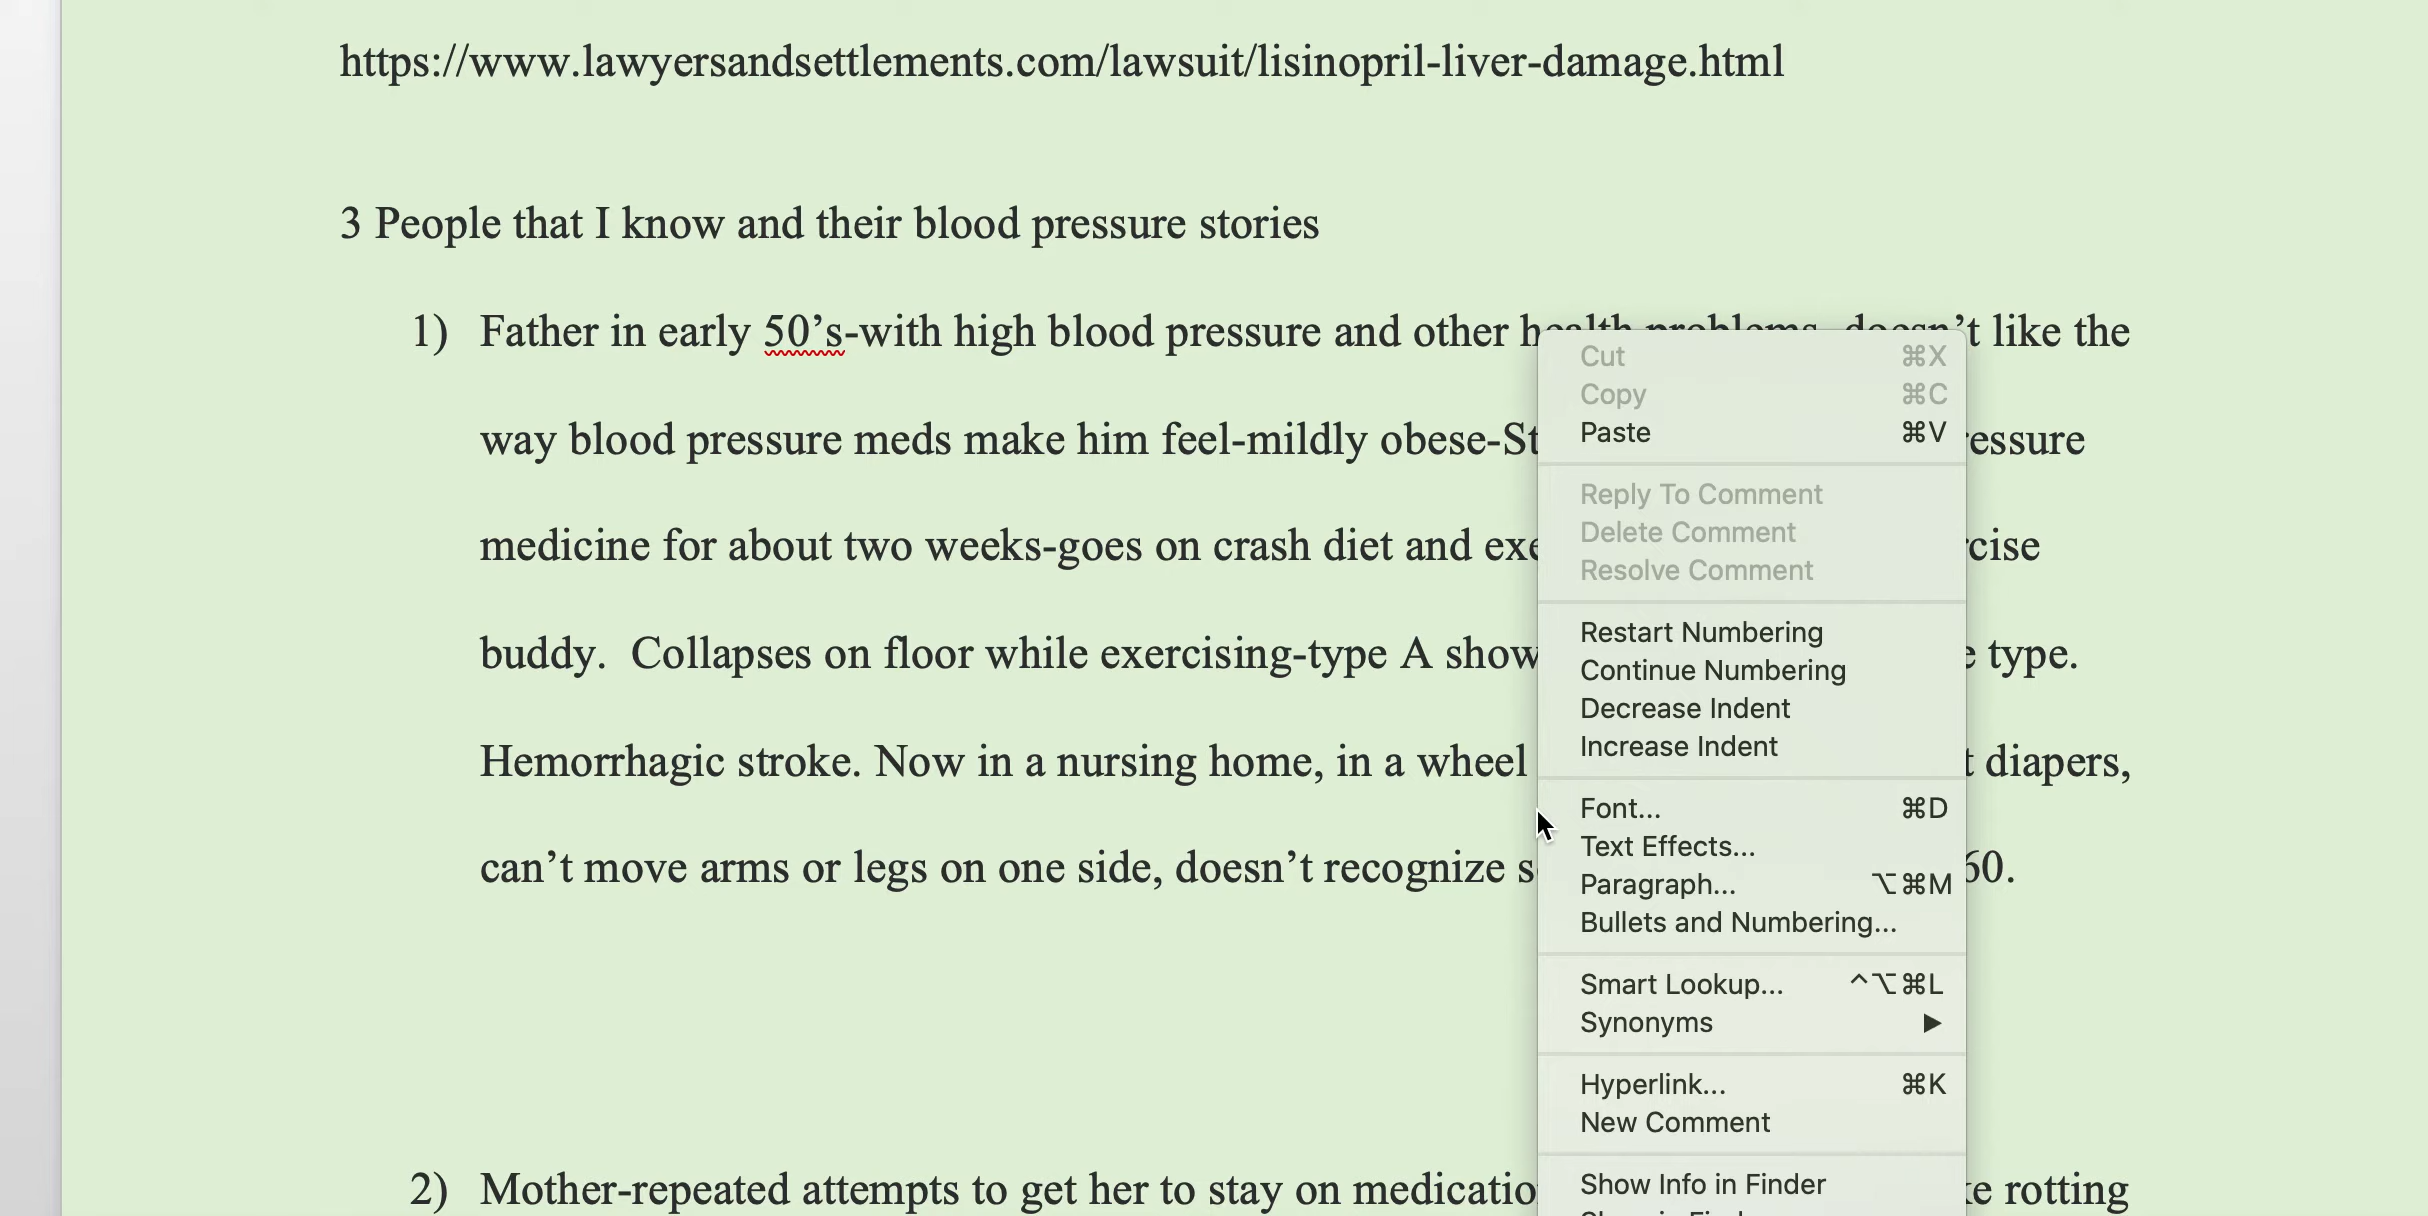 https://www.lawyersandsettlements.com/lawsuit/lisinopril-liver-damage.html
3 People that I know and their blood pressure stories
1) Father in early 50’s-with high blood pressure and other health problems, doesn’t like the
way blood pressure meds make him feel-mildly obese-St
medicine for about two weeks-goes on crash diet and
buddy.  Collapses on floor while exercising-type A type.
Hemorrhagic stroke. Now in a nursing home, in a wheel diapers,
can’t move arms or legs on one side, doesn’t recognize 60.
2) Mother-repeated attempts to get her to stay on rotting
Cut ⌘X
Copy ⌘C
Paste ⌘V
Reply To Comment
Delete Comment
Resolve Comment
Restart Numbering
Continue Numbering
Decrease Indent
Increase Indent
Font... ⌘D
Text Effects...
Paragraph... ⌥⌘M
Bullets and Numbering...
Smart Lookup... ^⌥⌘L
Synonyms ▶
Hyperlink... ⌘K
New Comment
Show Info in Finder